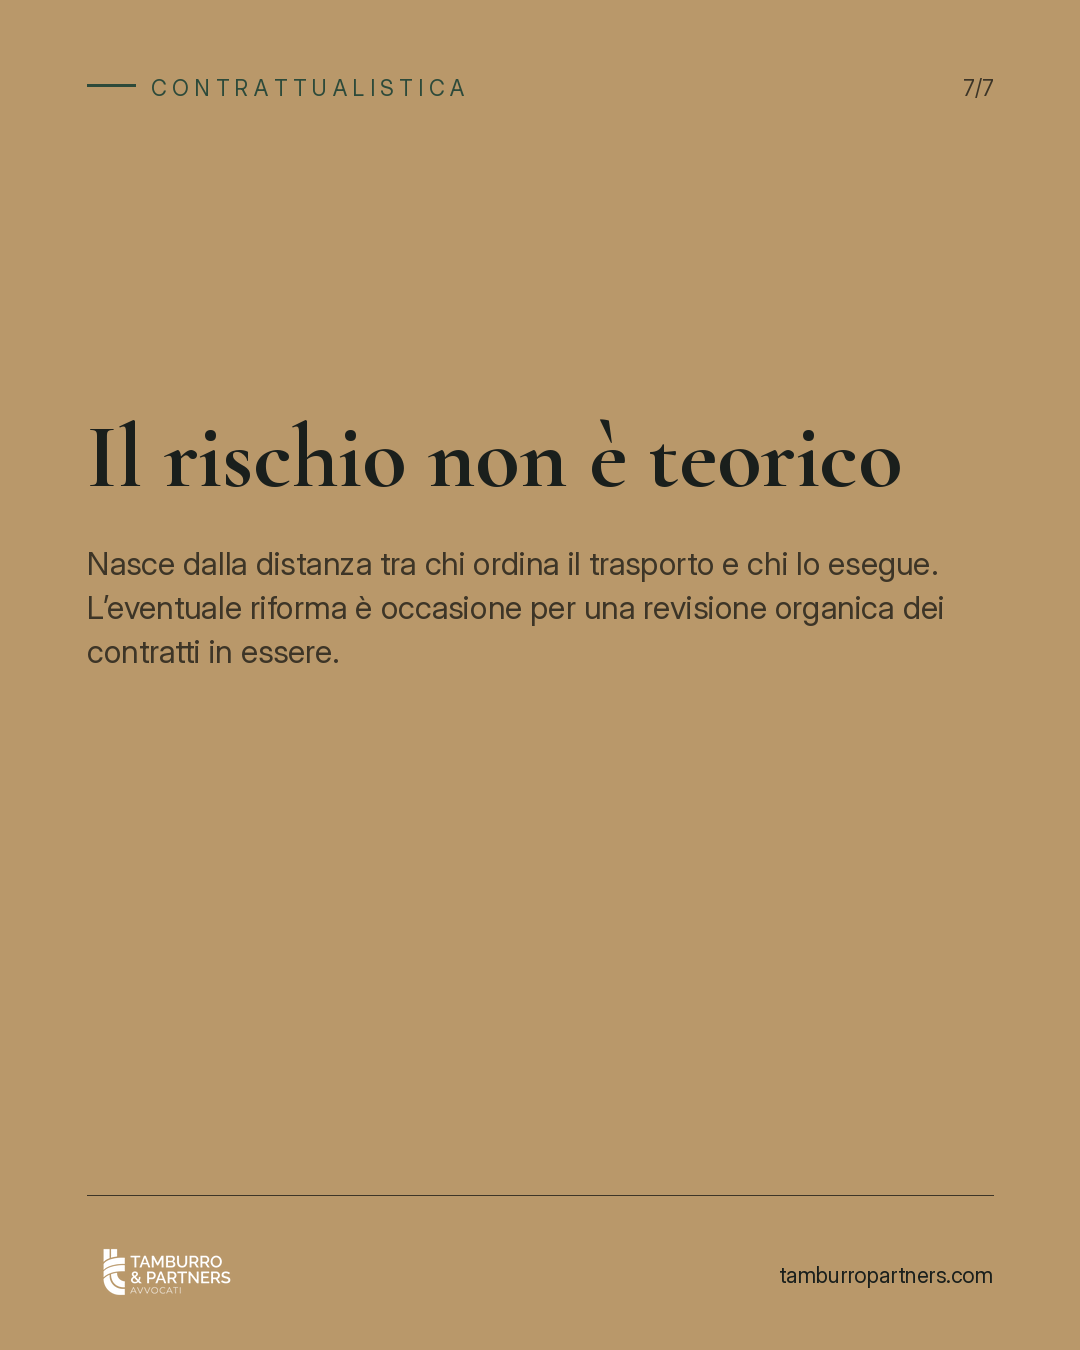 CONTRATTUALISTICA
7/7
Il rischio non è teorico
Nasce dalla distanza tra chi ordina il trasporto e chi lo esegue.
L’eventuale riforma è occasione per una revisione organica dei
contratti in essere.
TAMBURRO
& PARTNERS
AVVOCATI
tamburropartners.com